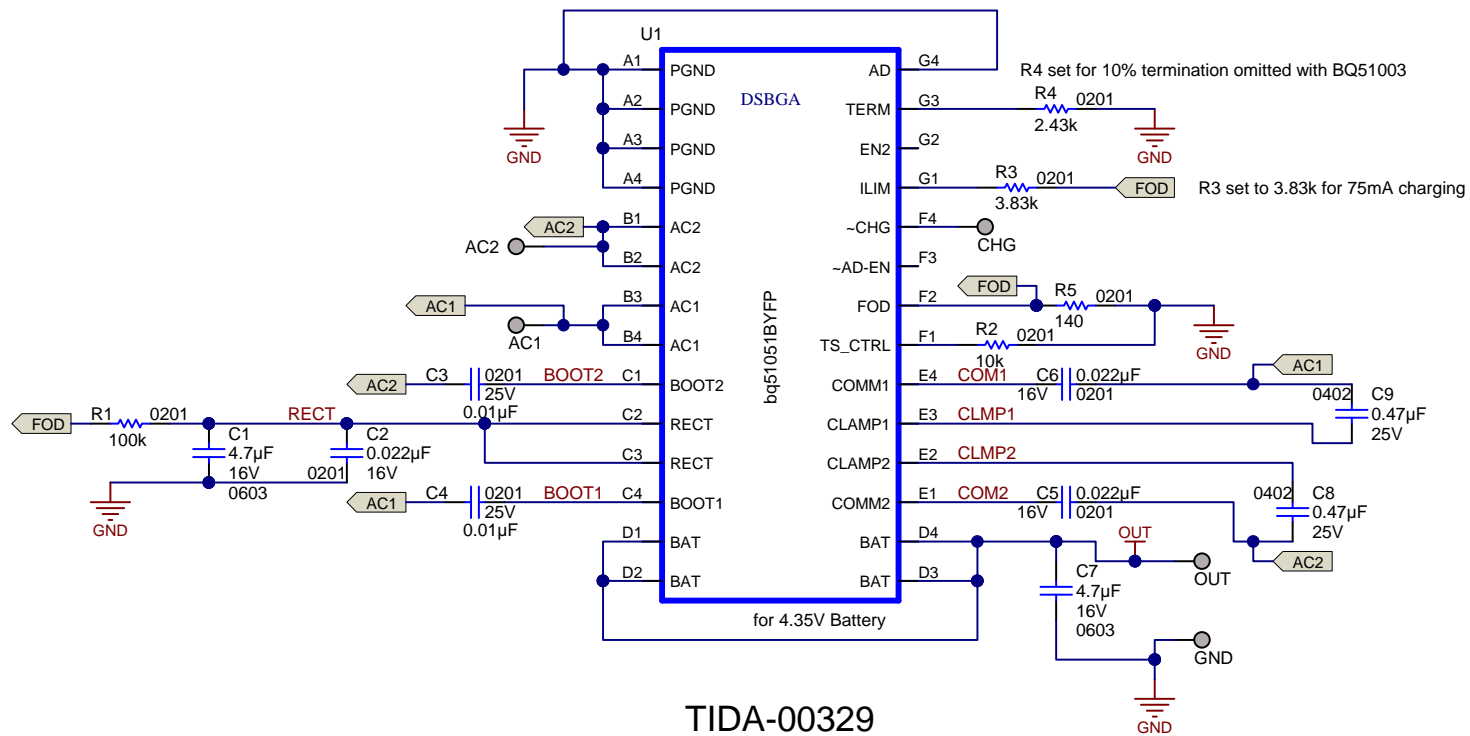 U1
A1 PGND AD G4
R4 set for 10% termination omitted with BQ51003
DSBGA
A2 PGND TERM G3 R4 0201
2.43k
GND
A3 PGND EN2 G2
GND
A4 PGND ILIM G1 R3 0201 FOD R3 set to 3.83k for 75mA charging
3.83k
AC2 B1 AC2 ~CHG F4
CHG
AC2 B2 AC2 ~AD-EN F3
FOD
AC1 B3 AC1 FOD F2 R5 0201
140
GND
AC1 B4 AC1 TS_CTRL F1 R2 0201
10k
bq51051BYFP
AC1
AC2 C3 0201 BOOT2 C1 BOOT2 COMM1 E4 COM1 C6 0.022µF
25V
0.01µF
16V 0201
0402 C9
0.47µF
25V
FOD R1 0201 RECT C2 RECT CLAMP1 E3 CLMP1
100k
C1
4.7µF
16V
0603
C2
0.022µF
0201 16V
GND
C3 RECT CLAMP2 E2 CLMP2
AC1 C4 0201 BOOT1 C4 BOOT1 COMM2 E1 COM2 C5 0.022µF
25V
0.01µF
16V 0201
0402 C8
0.47µF
25V
AC2
D1 BAT BAT D4 OUT
OUT
D2 BAT BAT D3
C7
4.7µF
16V
0603
for 4.35V Battery
GND
GND
TIDA-00329